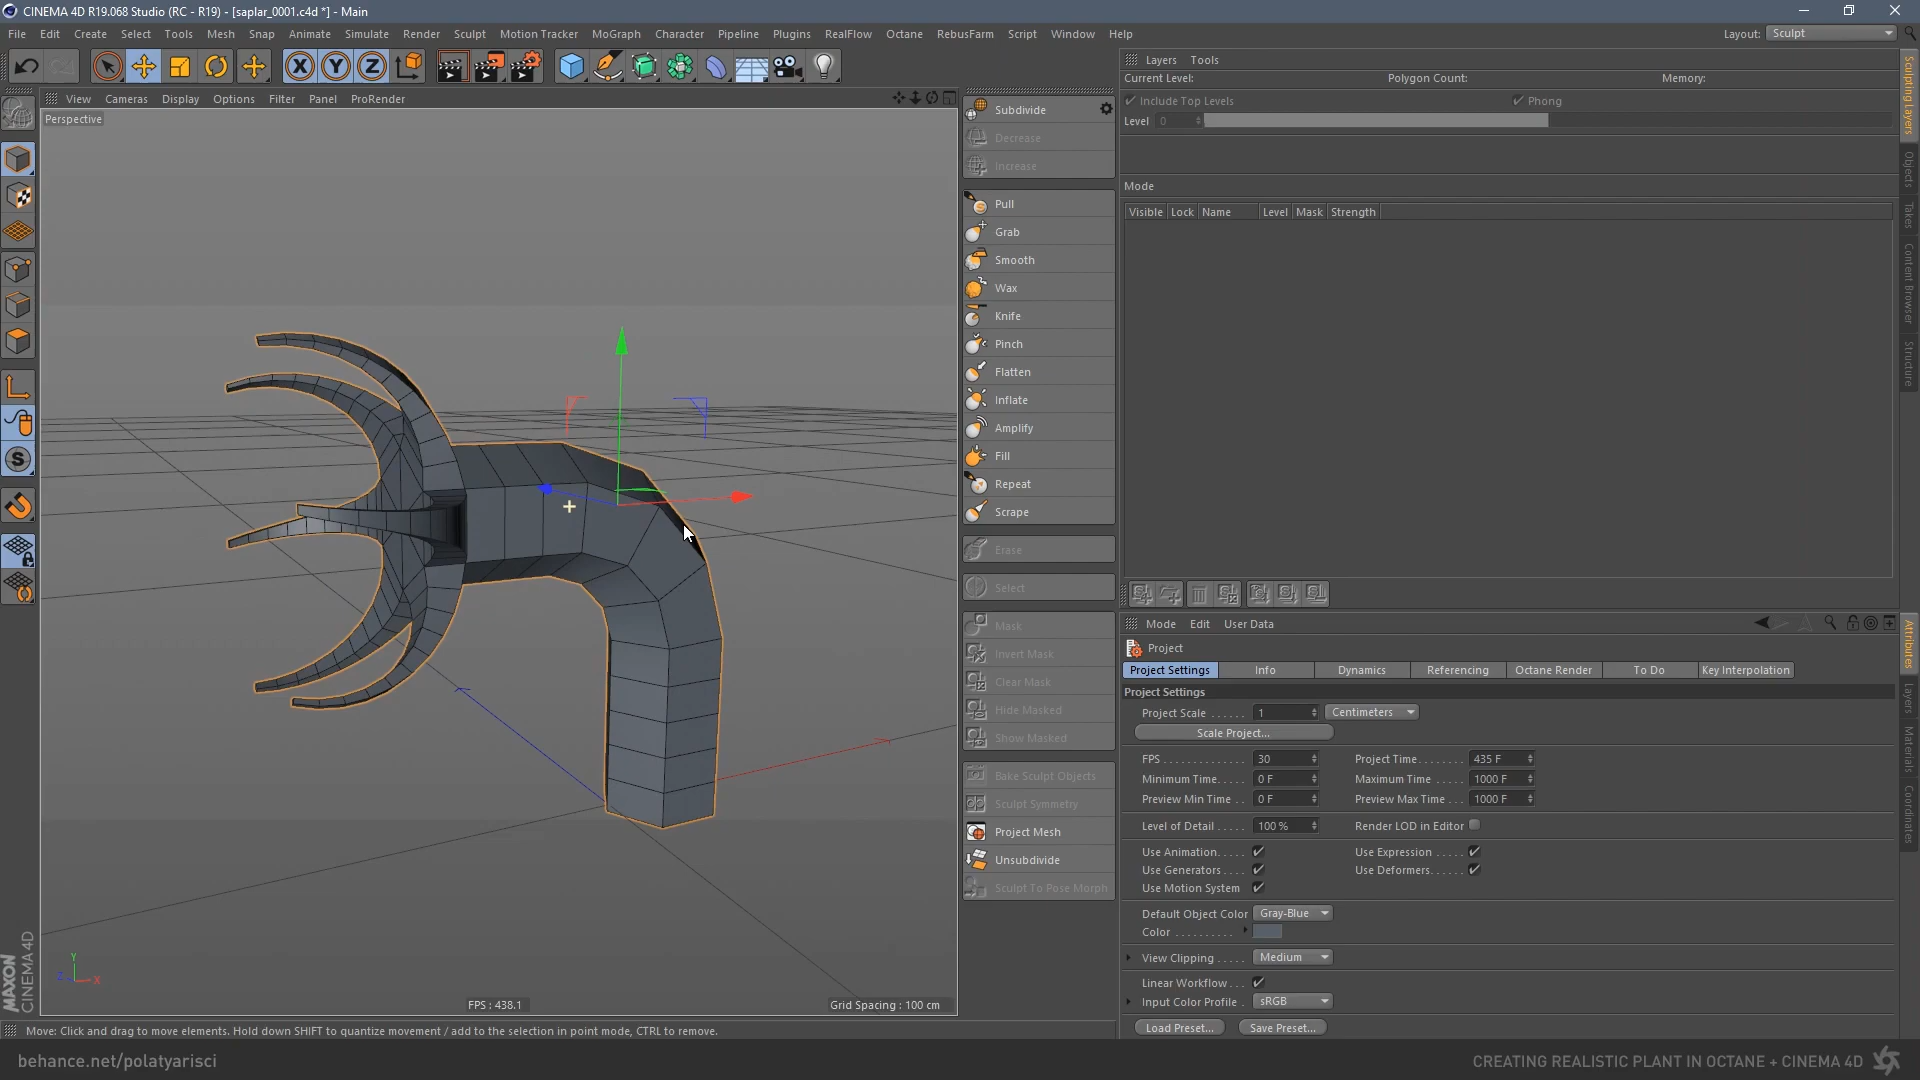 CINEMA 4D R19.068 Studio (RC - R19) - [saplar_0001.c4d *] - Main
File Edit Create Select Tools Mesh Snap Animate Simulate Render Sculpt Motion Tracker MoGraph Character Pipeline Plugins RealFlow Octane RebusFarm Script Window Help Layout: Sculpt
X Y Z
View Cameras Display Options Filter Panel ProRender
Perspective
Subdivide
Decrease
Increase
Pull
Grab
Smooth
Wax
Knife
Pinch
Flatten
Inflate
Amplify
Fill
Repeat
Scrape
Erase
Select
Mask
Invert Mask
Clear Mask
Hide Masked
Show Masked
Bake Sculpt Objects
Sculpt Symmetry
Project Mesh
Unsubdivide
Sculpt To Pose Morph
Layers Tools
Current Level: Polygon Count: Memory:
Include Top Levels Phong
Level 0
Mode
Visible Lock Name Level Mask Strength
Sculpting Layers
Objects
Takes
Content Browser
Structure
Mode Edit User Data
Project
Project Settings Info Dynamics Referencing Octane Render To Do Key Interpolation
Project Settings
Project Scale ...... 1 Centimeters
Scale Project...
FPS .............. 30 Project Time........ 435 F
Minimum Time..... 0 F Maximum Time ..... 1000 F
Preview Min Time .. 0 F Preview Max Time ... 1000 F
Level of Detail ..... 100 % Render LOD in Editor
Use Animation.... Use Expression .....
Use Generators .... Use Deformers......
Use Motion System
Default Object Color Gray-Blue
Color ..........
View Clipping ..... Medium
Linear Workflow ...
Input Color Profile . sRGB
Load Preset... Save Preset...
Attributes
Layers
Materials
Coordinates
Y
Z X
FPS : 438.1
Grid Spacing : 100 cm
MAXON
CINEMA 4D
Move: Click and drag to move elements. Hold down SHIFT to quantize movement / add to the selection in point mode, CTRL to remove.
behance.net/polatyarisci
CREATING REALISTIC PLANT IN OCTANE + CINEMA 4D